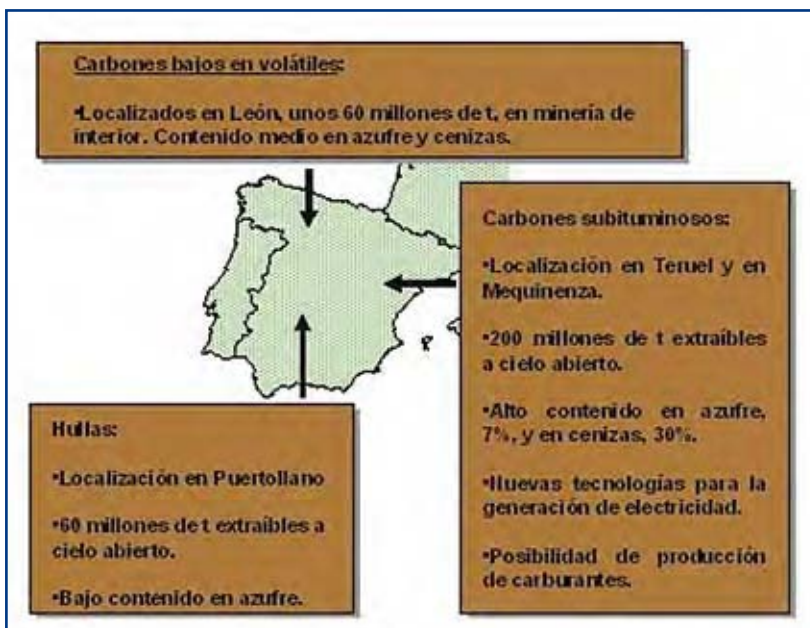 Carbones bajos en volátiles:
•Localizados en León, unos 60 millones de t, en minería de
interior. Contenido medio en azufre y cenizas.
Carbones subituminosos:
•Localización en Teruel y en
Mequinenza.
•200 millones de t extraíbles
a cielo abierto.
•Alto contenido en azufre,
7%, y en cenizas, 30%.
•Nuevas tecnologías para la
generación de electricidad.
•Posibilidad de producción
de carburantes.
Hullas:
•Localización en Puertollano
•60 millones de t extraíbles a
cielo abierto.
•Bajo contenido en azufre.